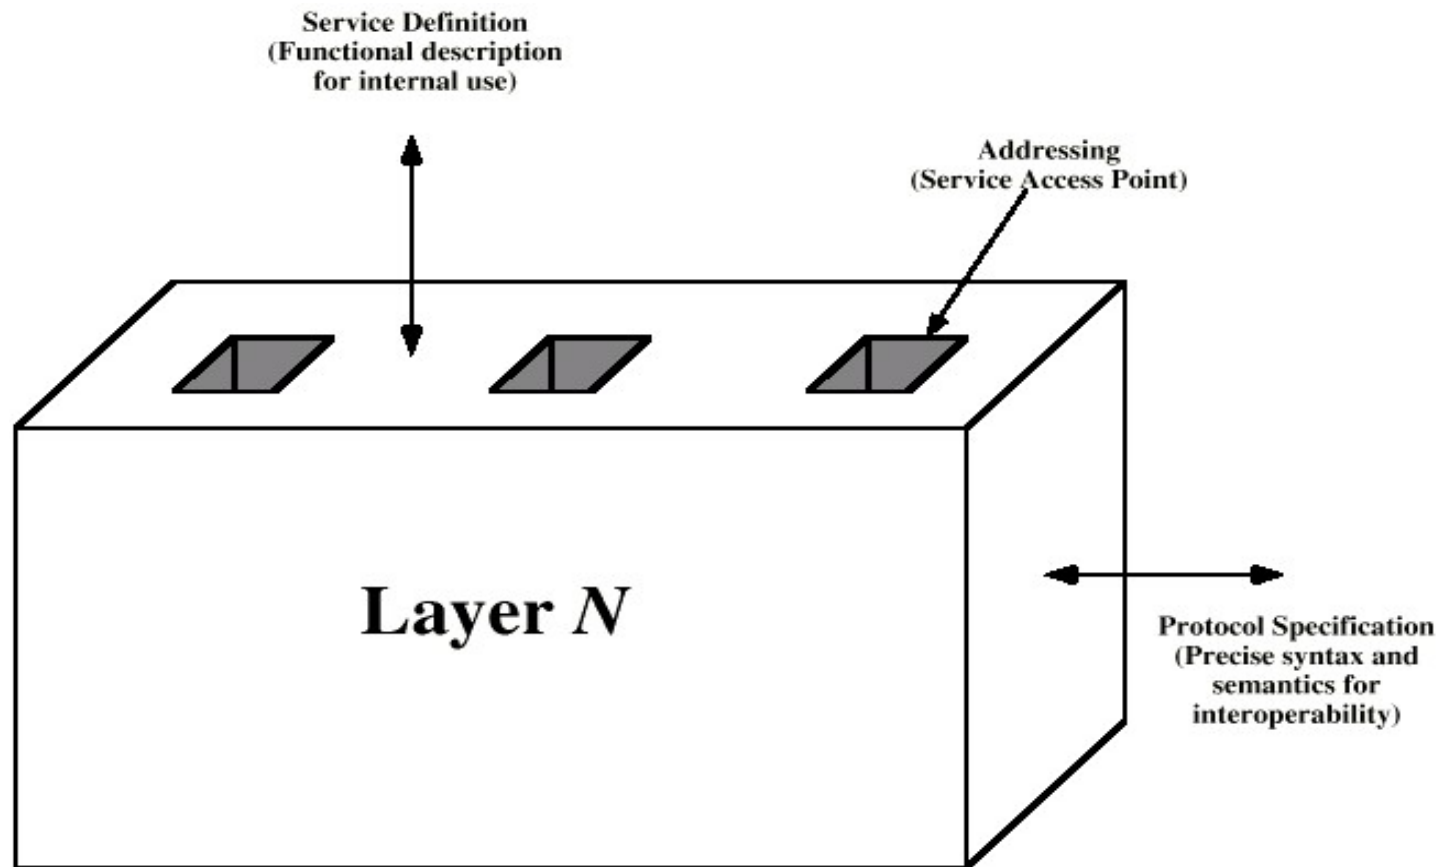 Service Definition
(Functional description
for internal use)
Addressing
(Service Access Point)
Layer N
Protocol Specification
(Precise syntax and
semantics for
interoperability)